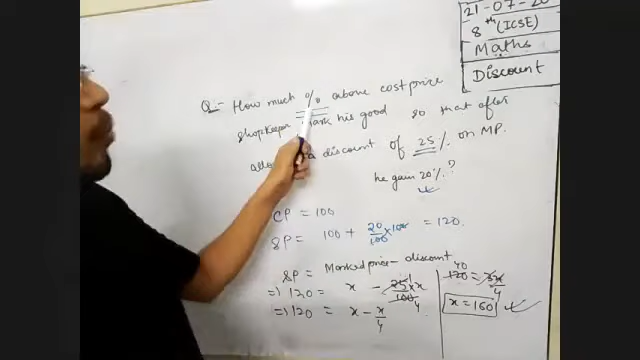 21-07-20
8th (ICSE)
Maths
Discount
Q:- How much % above cost price
shopkeeper mark his good so that after
a discount of 25% on MP.
he gain 20%?
CP = 100
SP = 100 + 20/100 × 100 = 120.
SP = Marked price - discount
=) 120 = x - 25/100 × x
=) 120 = x - x/4
40
120 = 3x/4
x = 160